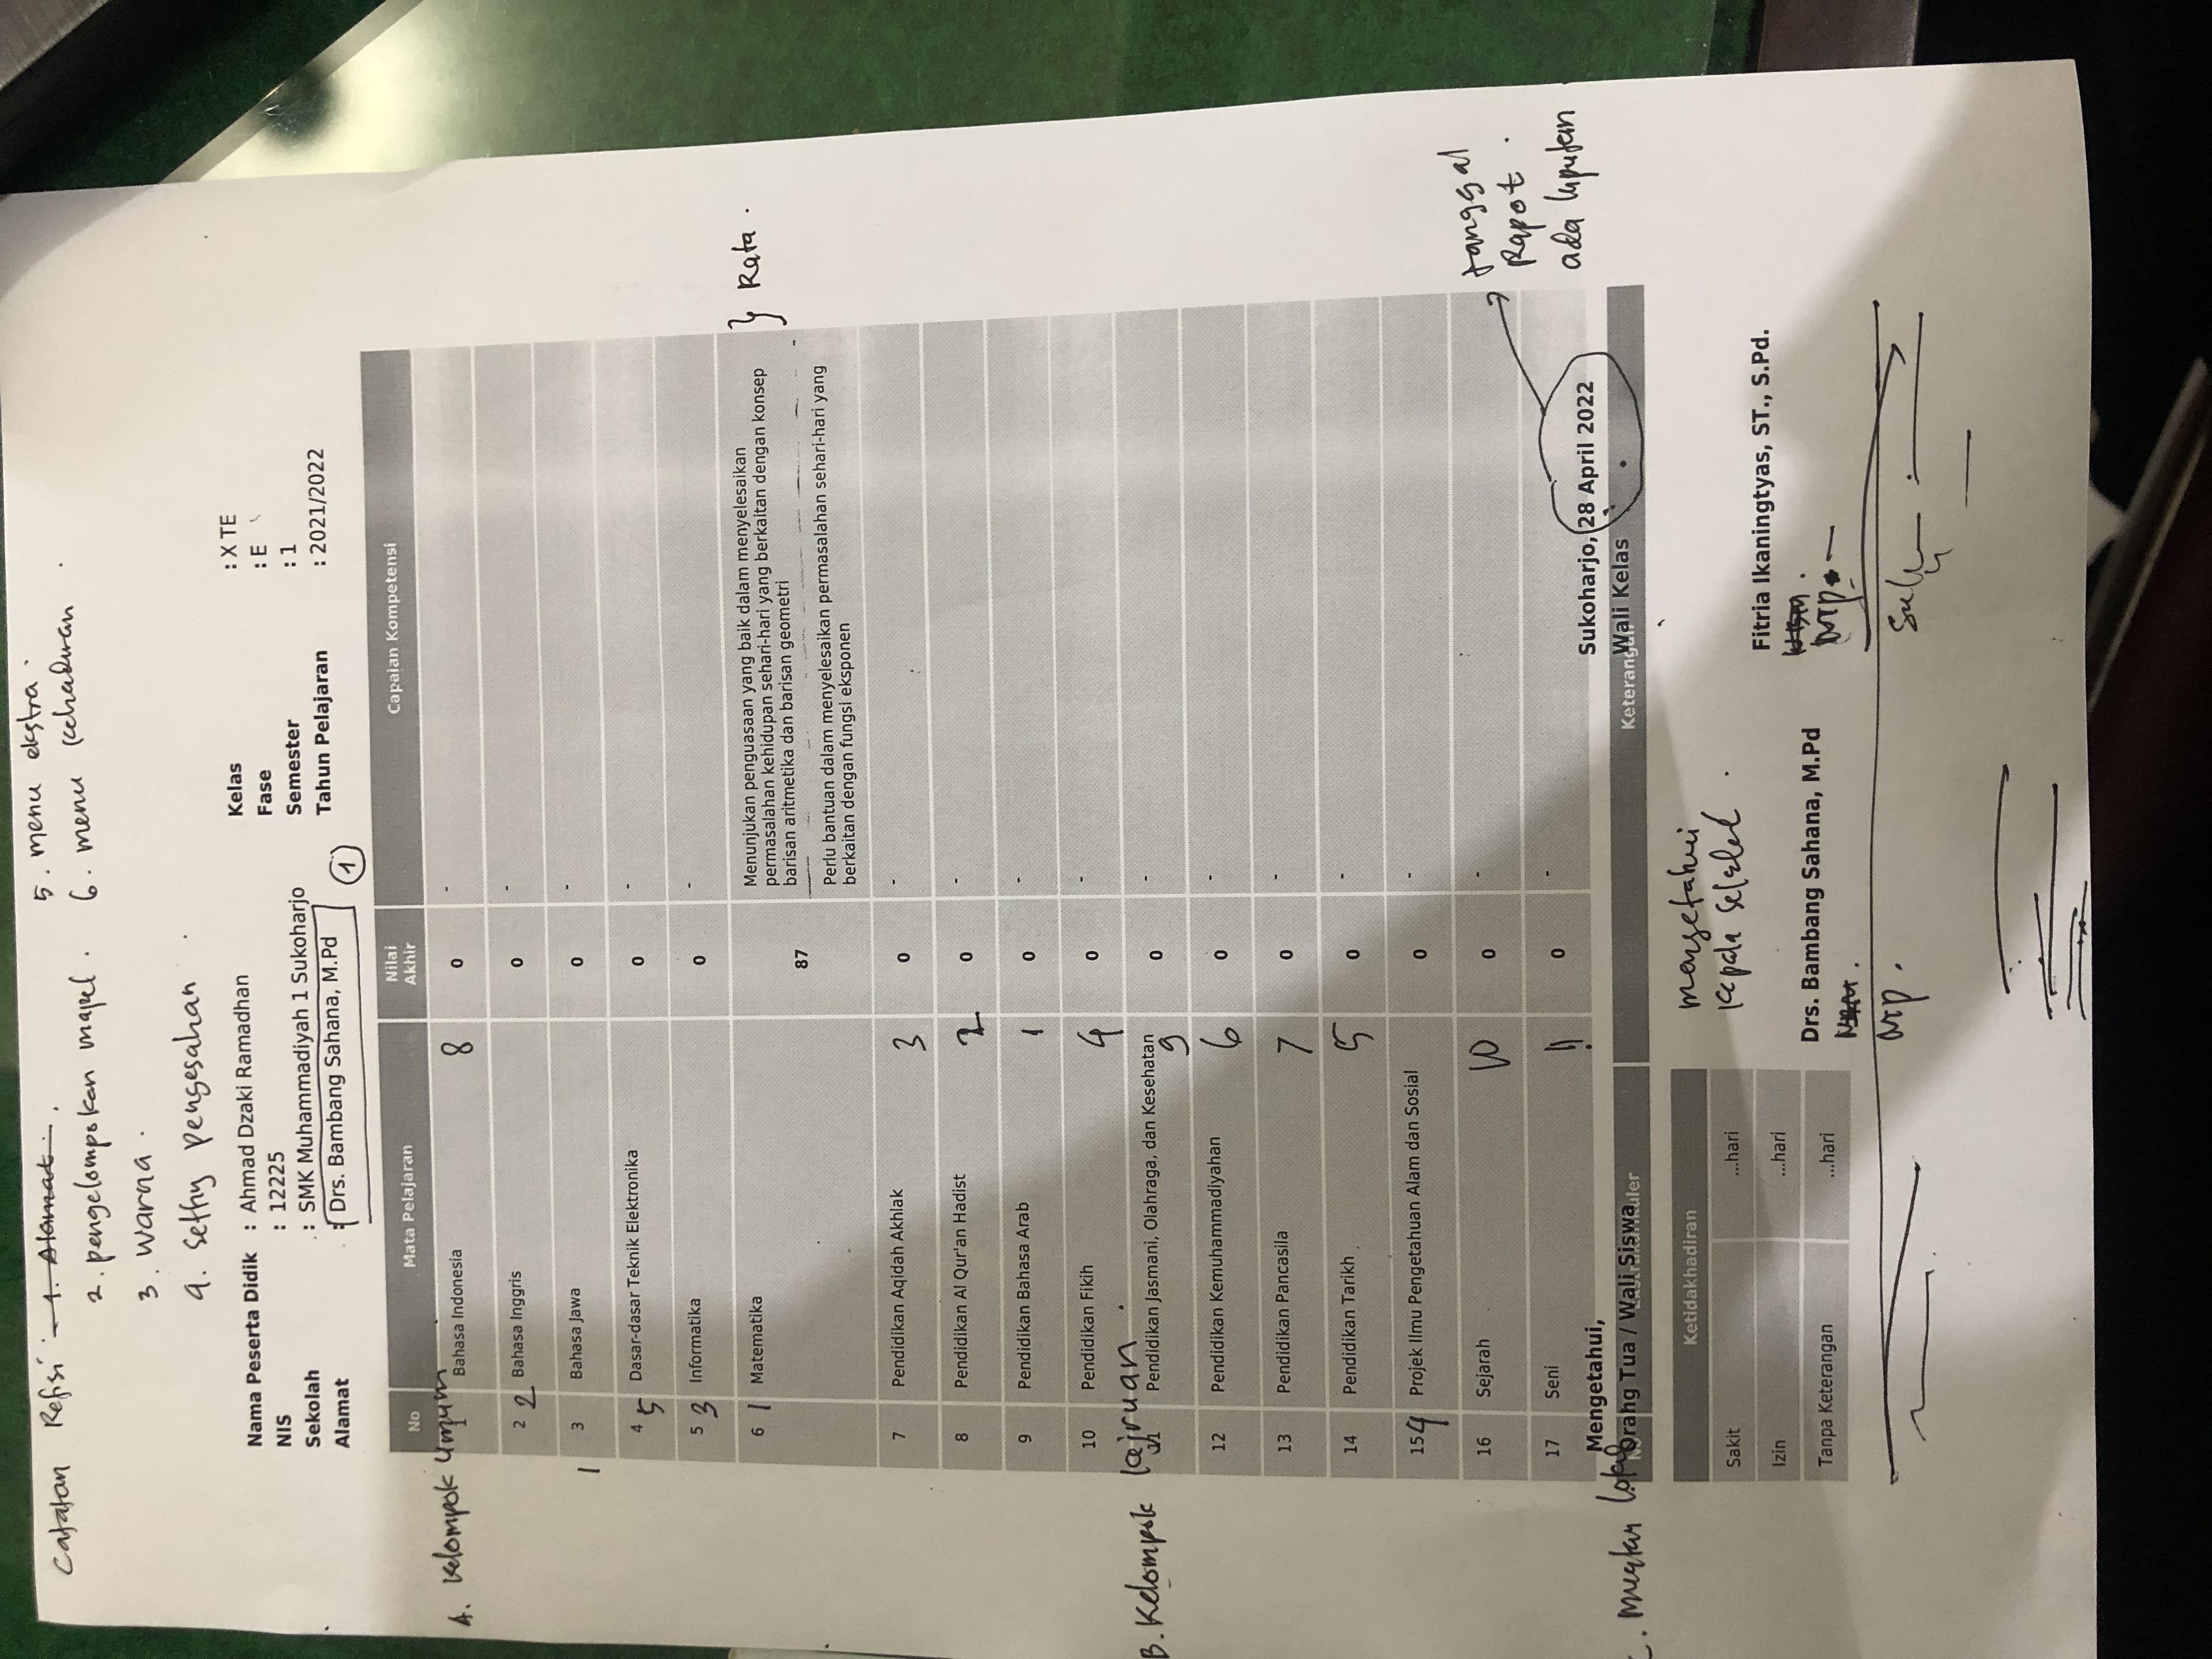 Catatan Refisi : 1. Alamat .
2. pengelompokan mapel .
3. warna .
4. setting pengesahan .
5. menu ekstra .
6. menu kehadiran .
Nama Peserta Didik : Ahmad Dzaki Ramadhan
NIS : 12225
Sekolah : SMK Muhammadiyah 1 Sukoharjo
Alamat : Drs. Bambang Sahana, M.Pd 1
Kelas : X TE
Fase : E
Semester : 1
Tahun Pelajaran : 2021/2022
No Mata Pelajaran Nilai Akhir Capaian Kompetensi
A. Kelompok Umum
1 Bahasa Indonesia 8 0 -
2 2 Bahasa Inggris 0 -
1 3 Bahasa Jawa 0 -
4 5 Dasar-dasar Teknik Elektronika 0 -
5 3 Informatika 0 -
6 1 Matematika 87
Menunjukan penguasaan yang baik dalam menyelesaikan
permasalahan kehidupan sehari-hari yang berkaitan dengan konsep
barisan aritmetika dan barisan geometri
} Rata .
Perlu bantuan dalam menyelesaikan permasalahan sehari-hari yang
berkaitan dengan fungsi eksponen
7 Pendidikan Aqidah Akhlak 3 0 -
8 Pendidikan Al Qur'an Hadist 2 0 -
9 Pendidikan Bahasa Arab 1 0 -
10 Pendidikan Fikih 4 0 -
B. Kelompok kejruan .
11 Pendidikan Jasmani, Olahraga, dan Kesehatan 9 0 -
12 Pendidikan Kemuhammadiyahan 6 0 -
13 Pendidikan Pancasila 7 0 -
14 Pendidikan Tarikh 5 0 -
15 4 Projek Ilmu Pengetahuan Alam dan Sosial 0 -
16 Sejarah 10 0 -
17 Seni 11 0 -
tanggal
Rapot .
ada inputan
Mengetahui,
Orang Tua / Wali Siswa
Sukoharjo, 28 April 2022
Wali Kelas
C. Muatan lokal
No Ekstrakurikuler Keterangan
Ketidakhadiran
Sakit ...hari
Izin ...hari
Tanpa Keterangan ...hari
mengetahui
kepala sekolah .
Drs. Bambang Sahana, M.Pd
NBM .
Fitria Ikaningtyas, ST., S.Pd.
NBM .